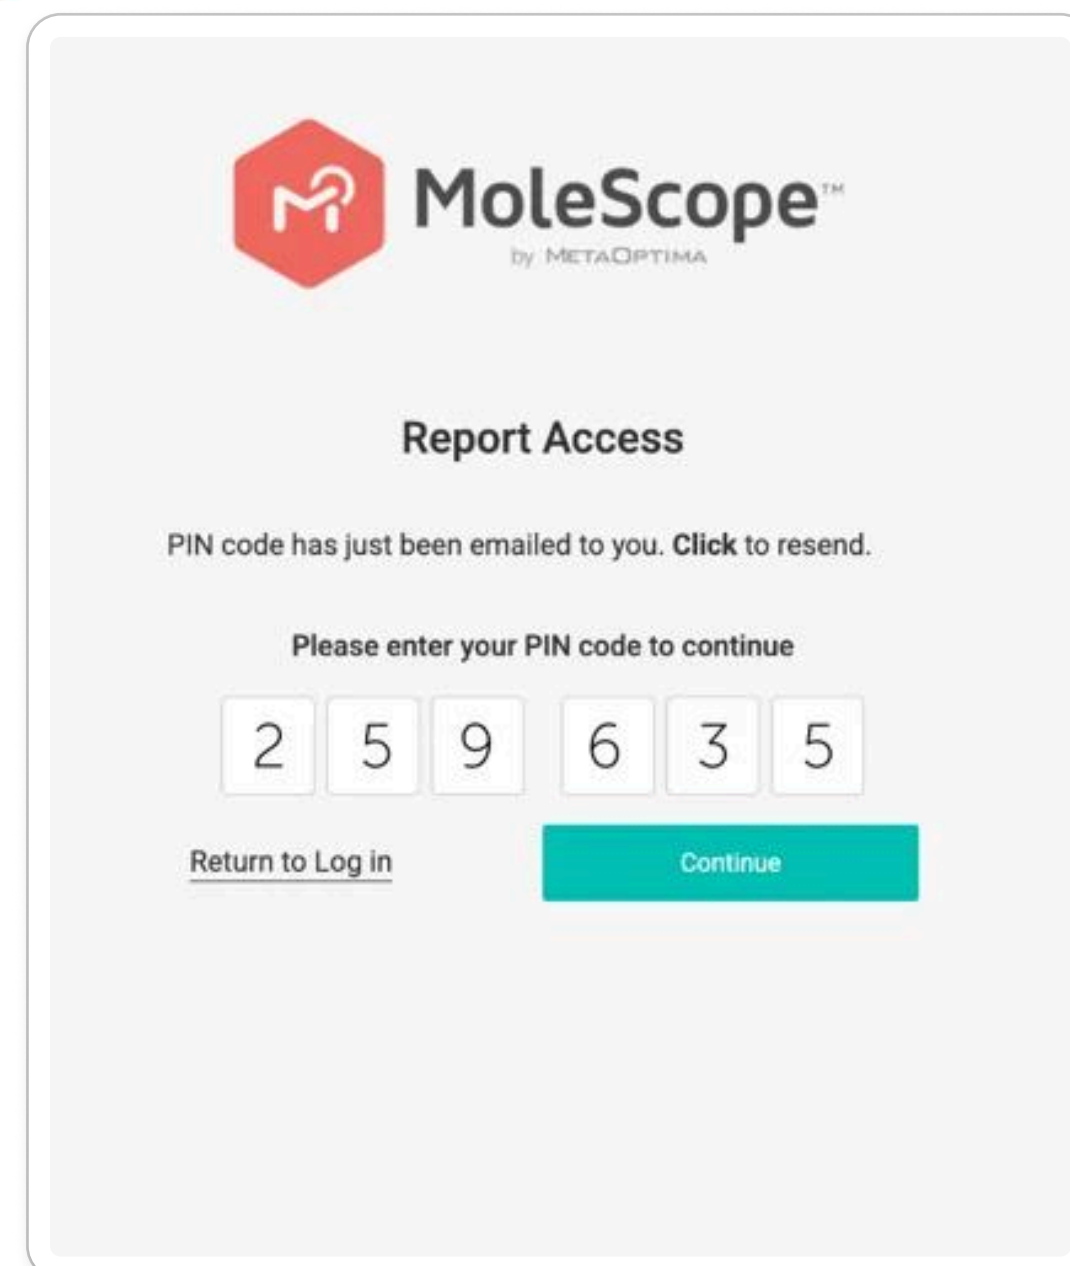 MoleScope™
by METAOPTIMA
Report Access
PIN code has just been emailed to you. Click to resend.
Please enter your PIN code to continue
2 5 9 6 3 5
Return to Log in Continue